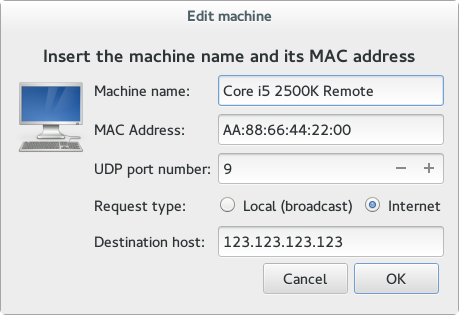 Edit machine
Insert the machine name and its MAC address
Machine name: Core i5 2500K Remote
MAC Address: AA:88:66:44:22:00
UDP port number: 9 − +
Request type: Local (broadcast) Internet
Destination host: 123.123.123.123
Cancel OK